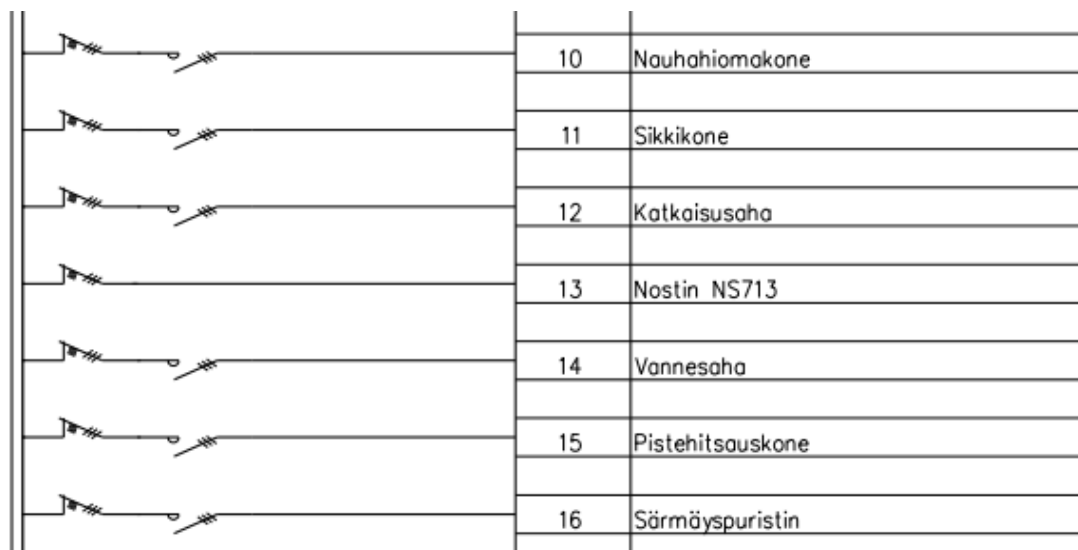 10 Nauhahiomakone
11 Sikkikone
12 Katkaisusaha
13 Nostin NS713
14 Vannesaha
15 Pistehitsauskone
16 Särmäyspuristin